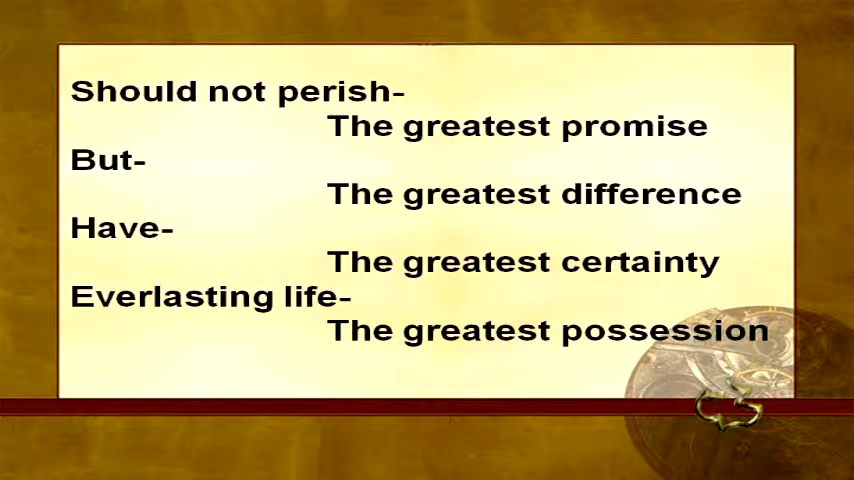 Should not perish-
The greatest promise
But-
The greatest difference
Have-
The greatest certainty
Everlasting life-
The greatest possession